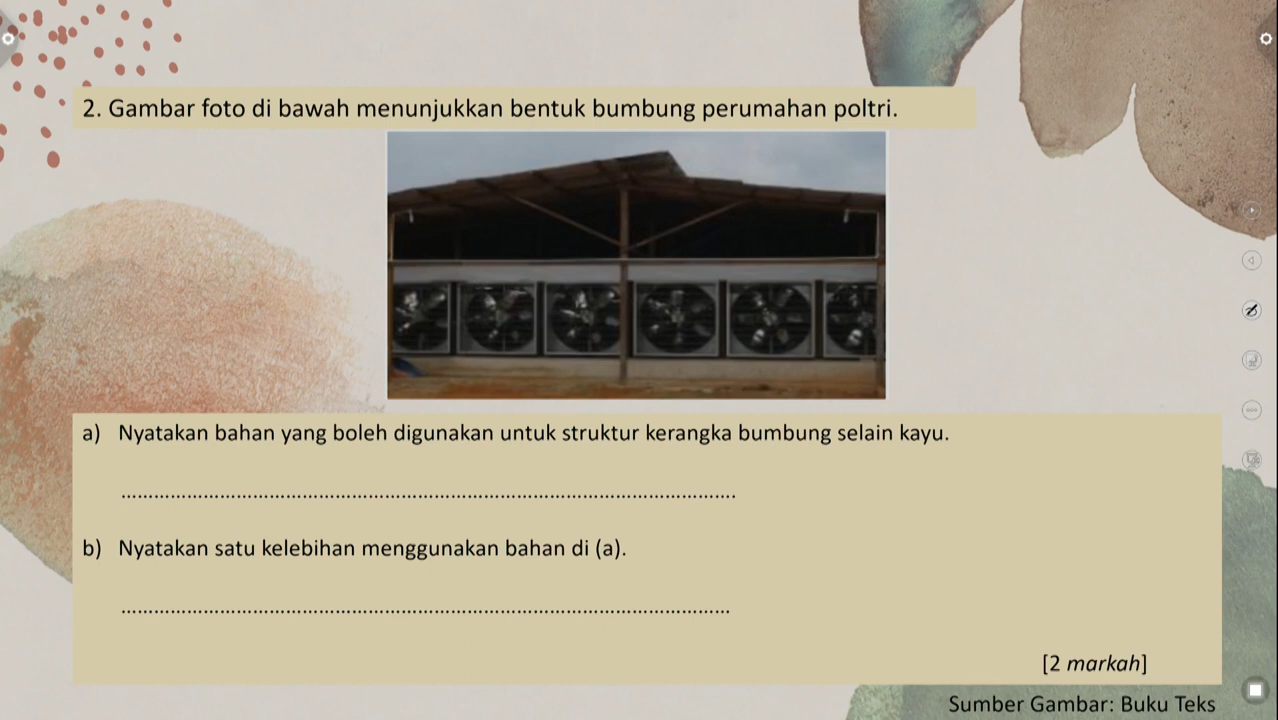 2. Gambar foto di bawah menunjukkan bentuk bumbung perumahan poltri.
a) Nyatakan bahan yang boleh digunakan untuk struktur kerangka bumbung selain kayu.
........................................................................................................................
b) Nyatakan satu kelebihan menggunakan bahan di (a).
........................................................................................................................
[2 markah]
Sumber Gambar: Buku Teks